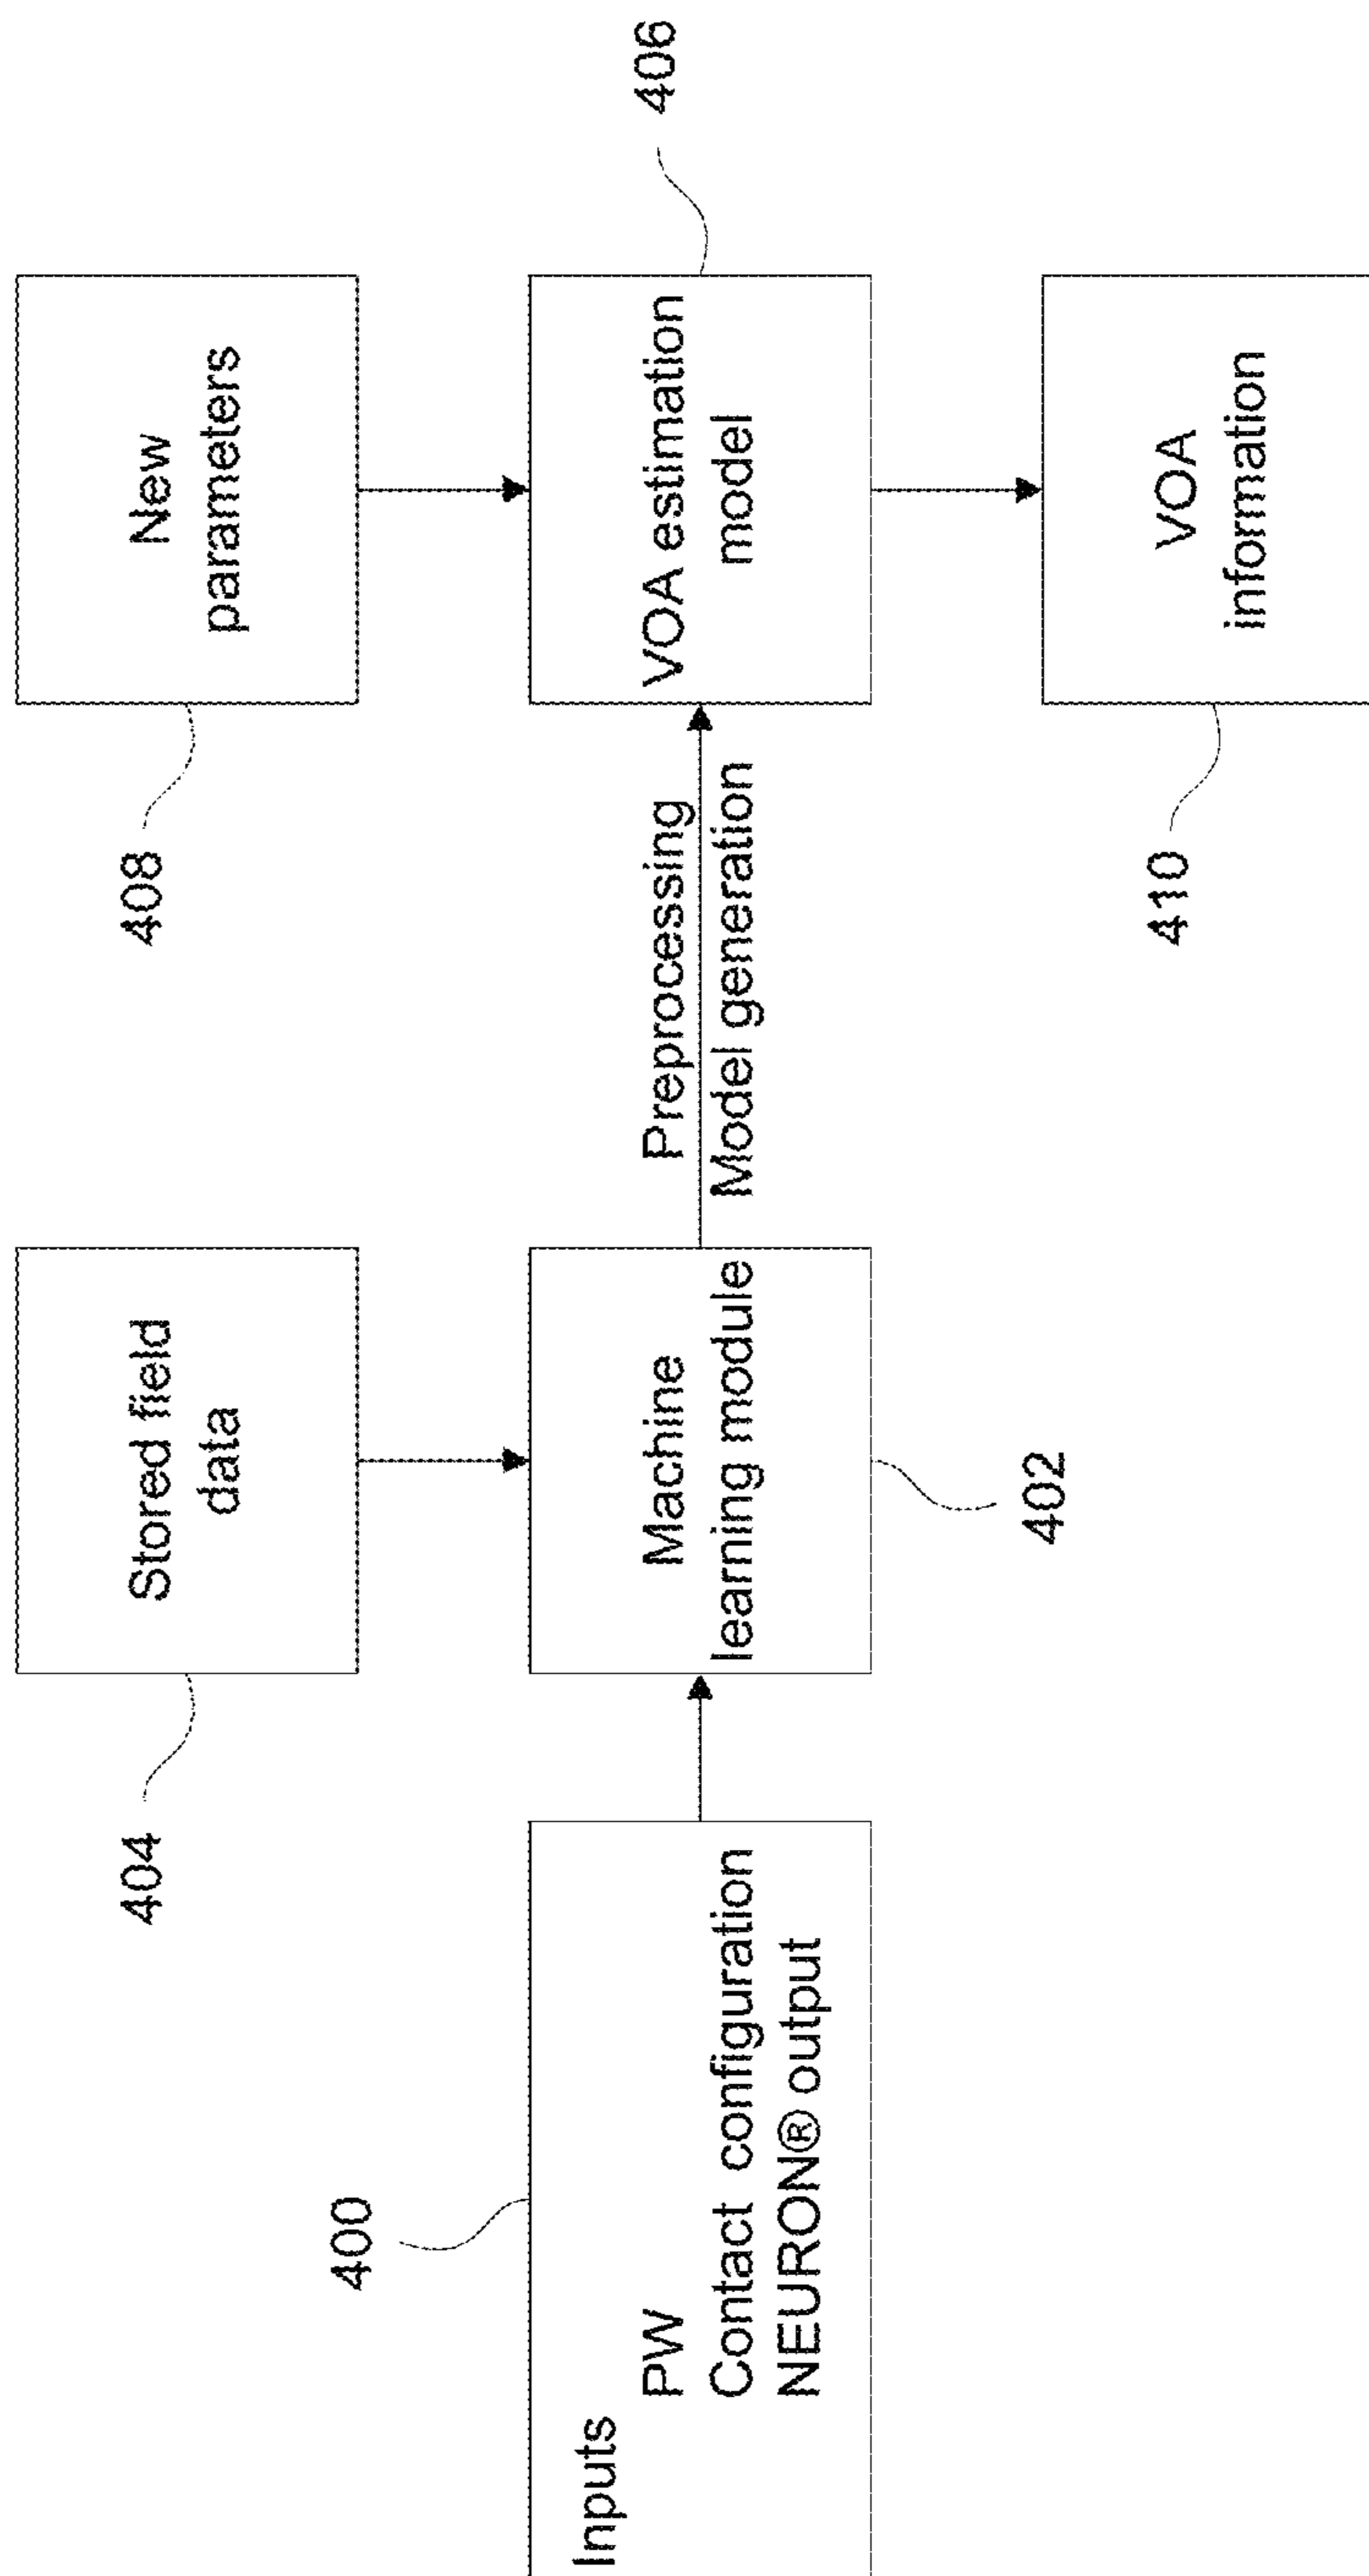 400
Inputs
PW
Contact configuration
NEURON® output
404
Stored field
data
Machine
learning module
402
Preprocessing
Model generation
408
New
parameters
VOA estimation
model
406
410
VOA
information